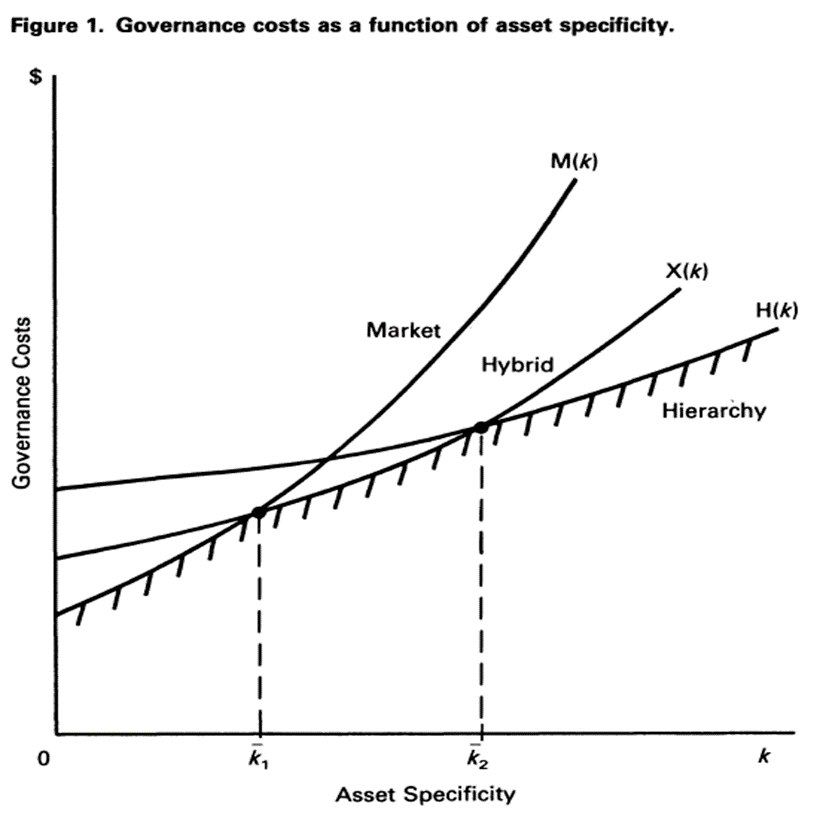 Figure 1. Governance costs as a function of asset specificity.
$
M(k)
X(k)
H(k)
Market
Hybrid
Hierarchy
Governance Costs
0
k̄₁
k̄₂
k
Asset Specificity